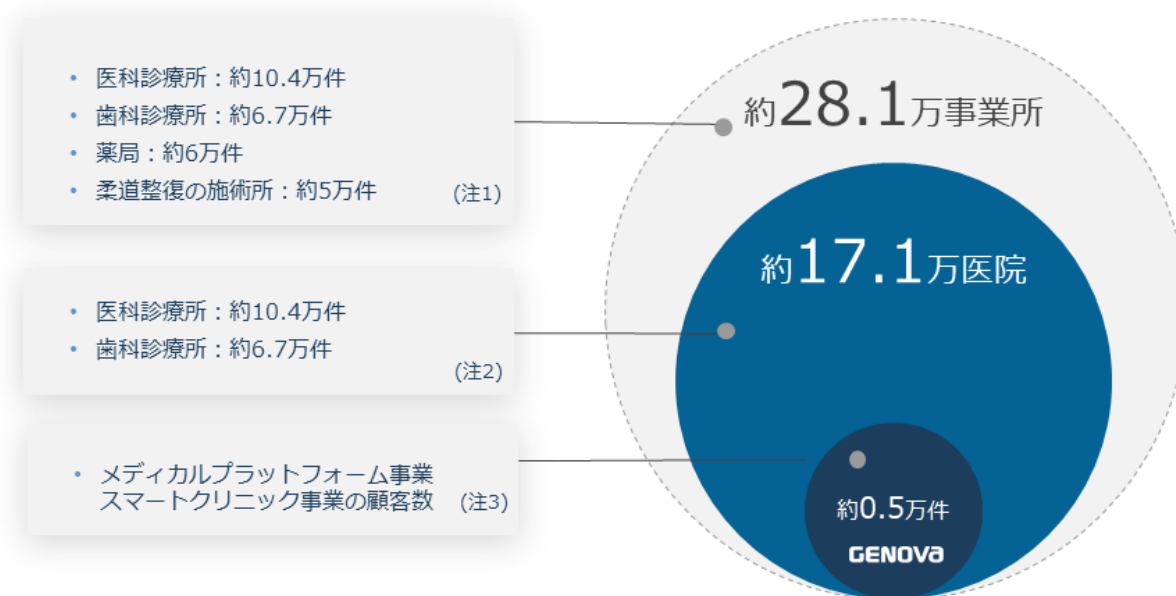 ・ 医科診療所：約10.4万件
・ 歯科診療所：約6.7万件
・ 薬局：約6万件
・ 柔道整復の施術所：約5万件 (注1)
・ 医科診療所：約10.4万件
・ 歯科診療所：約6.7万件
(注2)
・ メディカルプラットフォーム事業
スマートクリニック事業の顧客数 (注3)
約28.1万事業所
約17.1万医院
約0.5万件
GENOVA